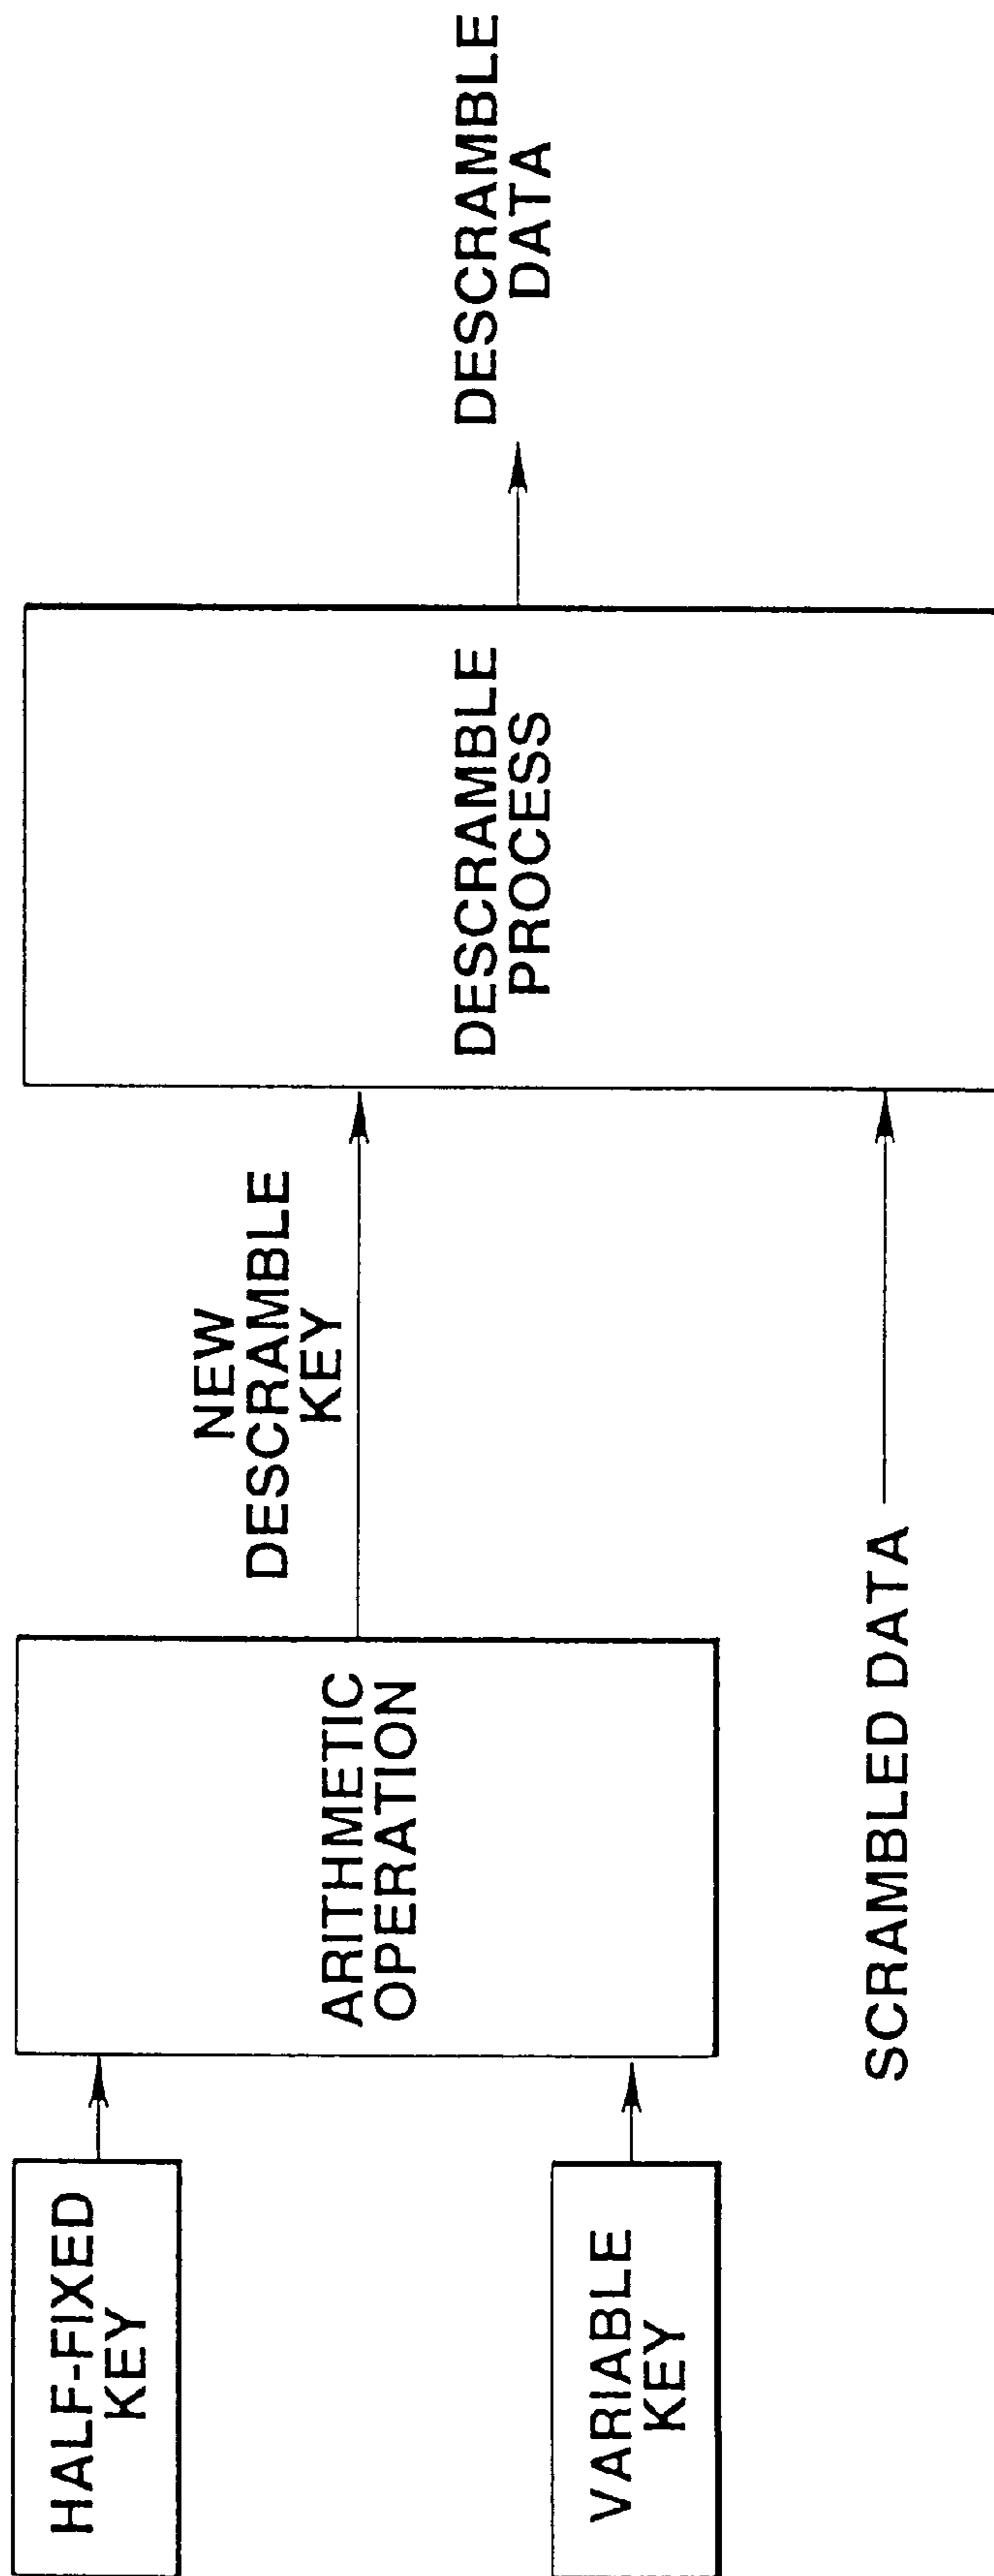 HALF-FIXED
KEY
VARIABLE
KEY
ARITHMETIC
OPERATION
NEW
DESCRAMBLE
KEY
SCRAMBLED DATA
DESCRAMBLE
PROCESS
DESCRAMBLE
DATA